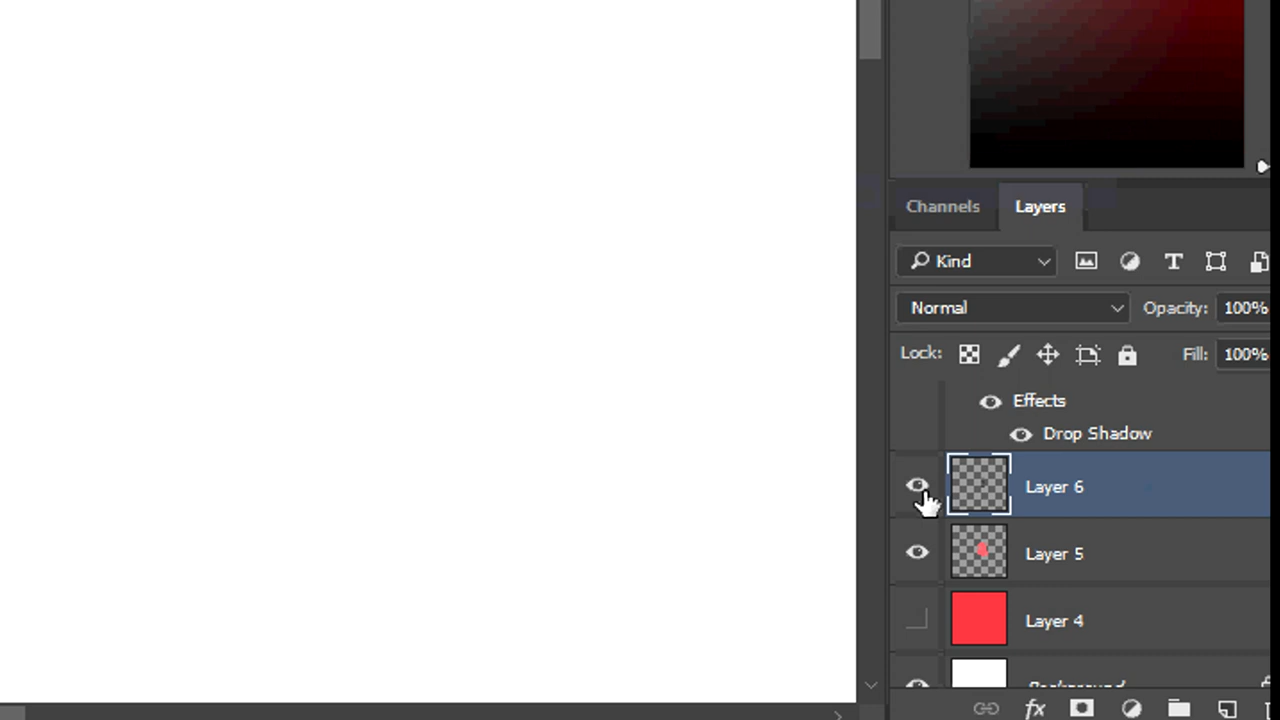 Channels Layers
Kind
Normal Opacity: 100%
Lock: Fill: 100%
Effects
Drop Shadow
Layer 6
Layer 5
Layer 4
Background
fx